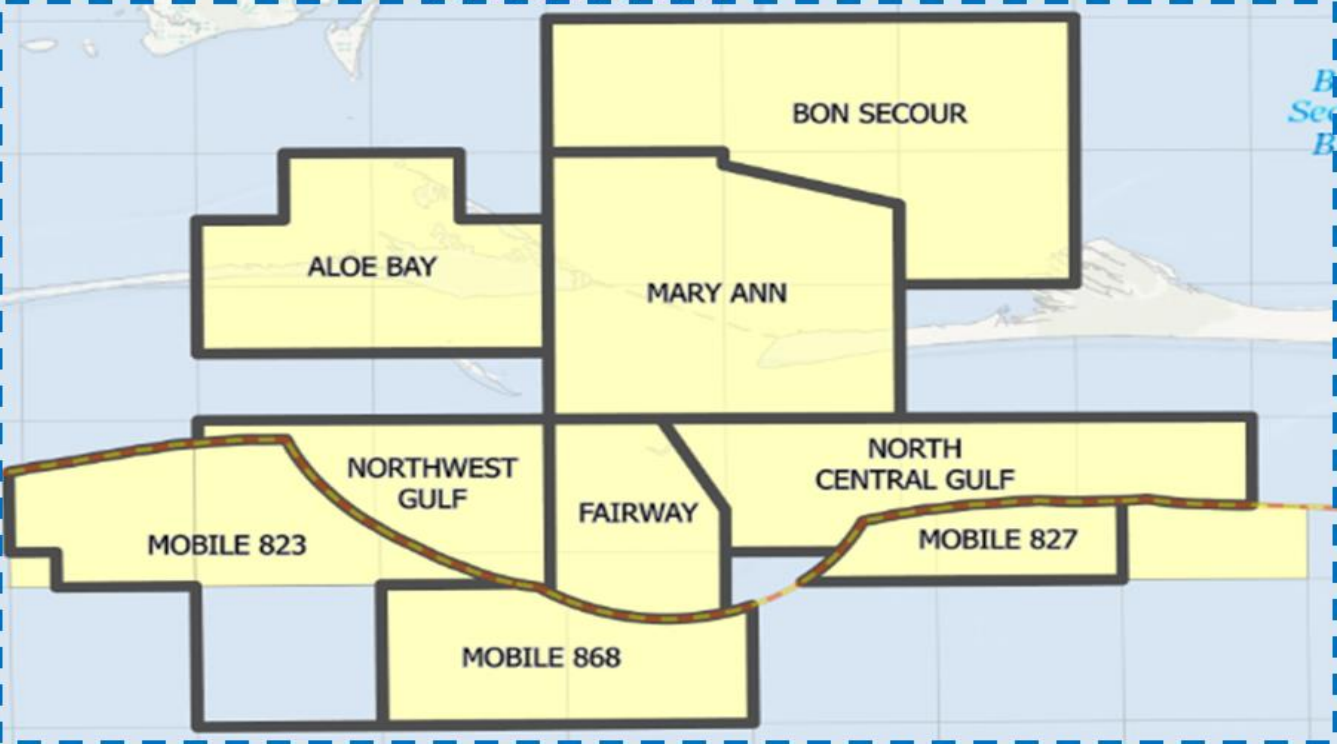 BON SECOUR
ALOE BAY
MARY ANN
NORTH
CENTRAL GULF
NORTHWEST
GULF
FAIRWAY
MOBILE 823
MOBILE 827
MOBILE 868